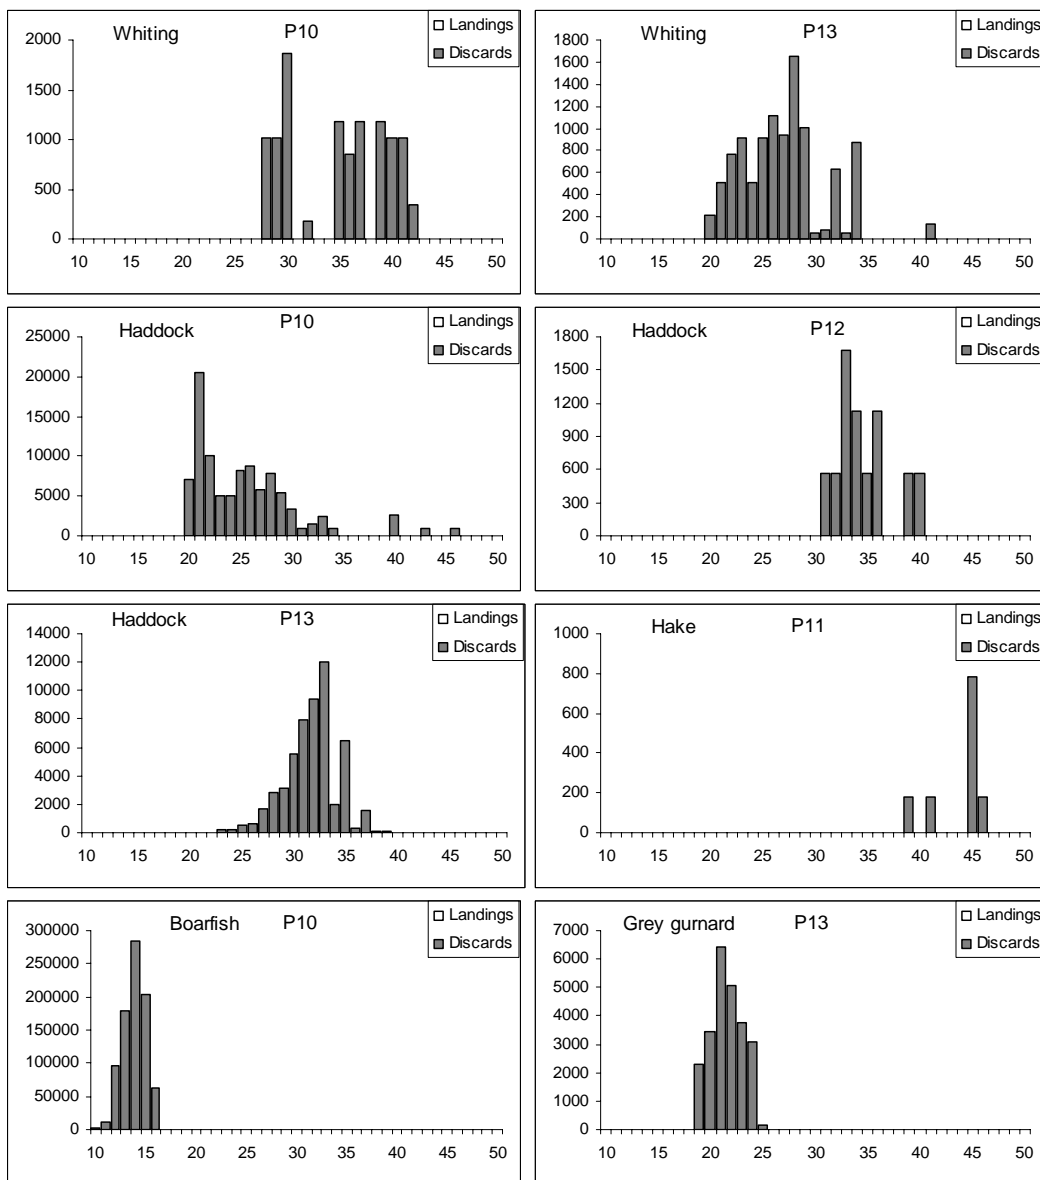 Whiting P10
Landings
Discards
2000
1500
1000
500
0
10 15 20 25 30 35 40 45 50
Whiting P13
Landings
Discards
1800
1600
1400
1200
1000
800
600
400
200
0
10 15 20 25 30 35 40 45 50
Haddock P10
Landings
Discards
25000
20000
15000
10000
5000
0
10 15 20 25 30 35 40 45 50
Haddock P12
Landings
Discards
1800
1500
1200
900
600
300
0
10 15 20 25 30 35 40 45 50
Haddock P13
Landings
Discards
14000
12000
10000
8000
6000
4000
2000
0
10 15 20 25 30 35 40 45 50
Hake P11
Landings
Discards
1000
800
600
400
200
0
10 15 20 25 30 35 40 45 50
Boarfish P10
Landings
Discards
300000
250000
200000
150000
100000
50000
0
10 15 20 25 30 35 40 45 50
Grey gurnard P13
Landings
Discards
7000
6000
5000
4000
3000
2000
1000
0
10 15 20 25 30 35 40 45 50